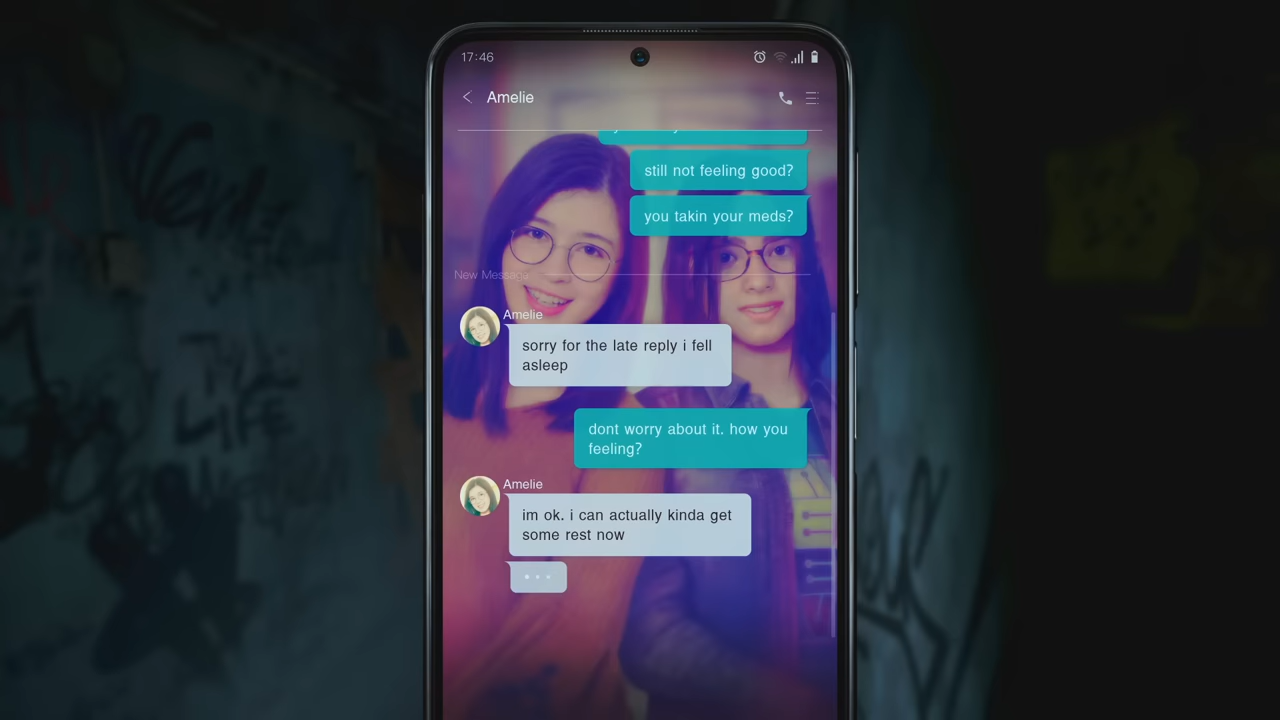 17:46
Amelie
still not feeling good?
you takin your meds?
New Message
Amelie
sorry for the late reply i fell
asleep
dont worry about it. how you
feeling?
Amelie
im ok. i can actually kinda get
some rest now